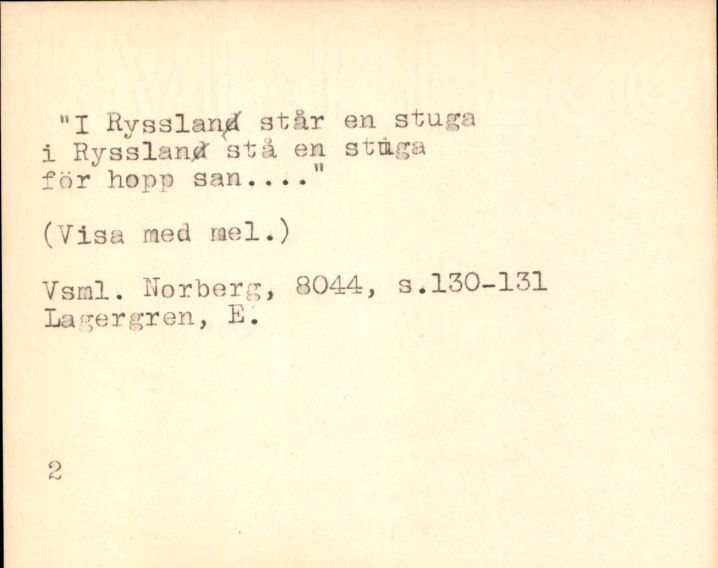 "I Ryssland står en stuga
i Ryssland stå en stuga
för hopp san...."
(Visa med mel.)
Vsml. Norberg, 8044, s.130-131
Lagergren, E.
2